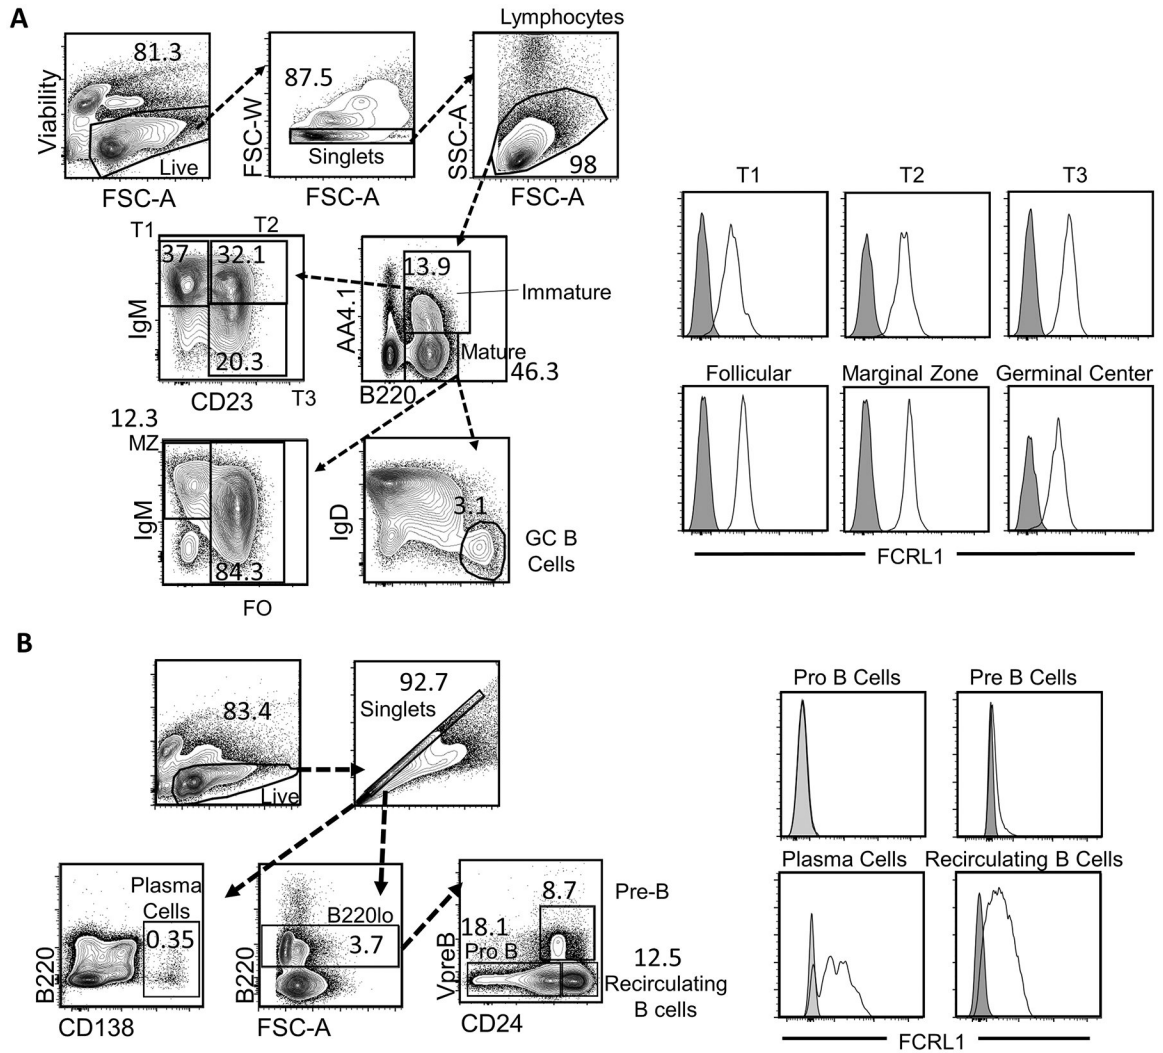 A
Lymphocytes
81.3
Viability
Live
FSC-A
87.5
FSC-W
Singlets
FSC-A
SSC-A
98
FSC-A
T1
T2
37
32.1
IgM
20.3
CD23
T3
13.9
Immature
AA4.1
Mature
46.3
B220
12.3
MZ
IgM
84.3
FO
IgD
3.1
GC B
Cells
T1
T2
T3
Follicular
Marginal Zone
Germinal Center
FCRL1
B
83.4
Live
92.7
Singlets
Plasma
Cells
0.35
B220
CD138
B220lo
3.7
B220
FSC-A
8.7
Pre-B
18.1
Pro B
VpreB
12.5
Recirculating
B cells
CD24
Pro B Cells
Pre B Cells
Plasma Cells
Recirculating B Cells
FCRL1